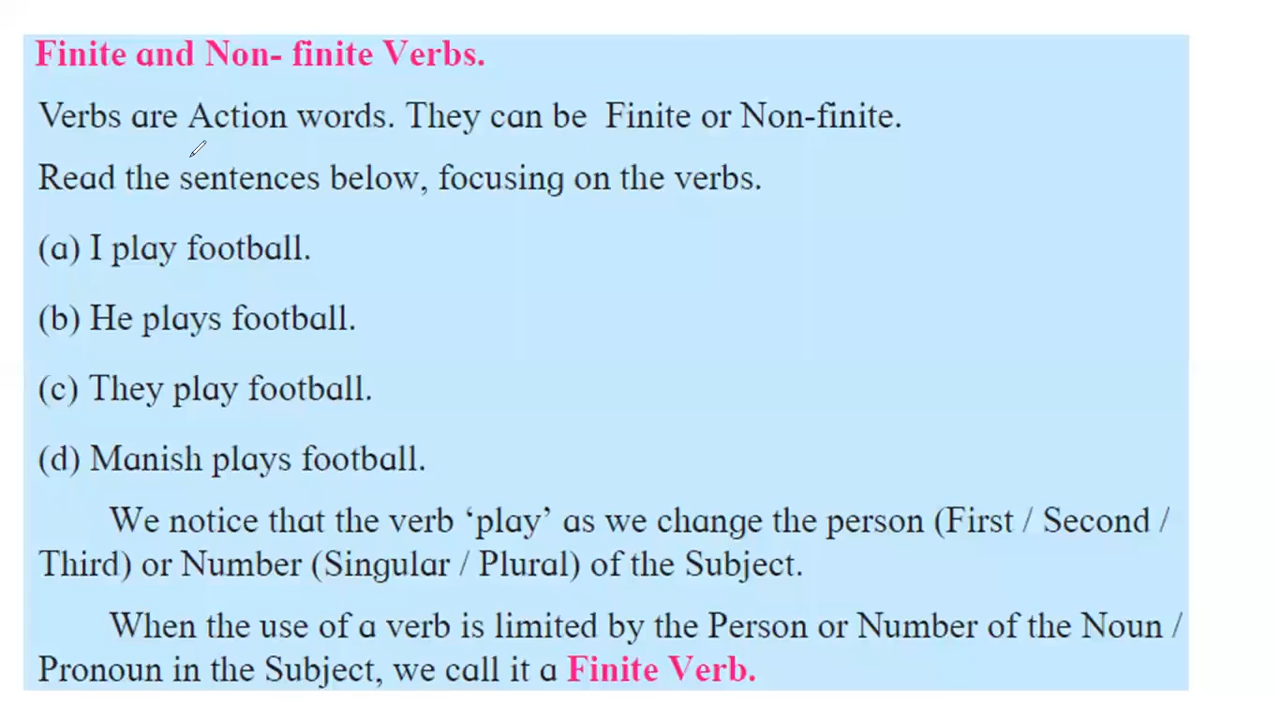 Finite and Non- finite Verbs.
Verbs are Action words. They can be Finite or Non-finite.
Read the sentences below, focusing on the verbs.
(a) I play football.
(b) He plays football.
(c) They play football.
(d) Manish plays football.
We notice that the verb ‘play’ as we change the person (First / Second /
Third) or Number (Singular / Plural) of the Subject.
When the use of a verb is limited by the Person or Number of the Noun /
Pronoun in the Subject, we call it a Finite Verb.